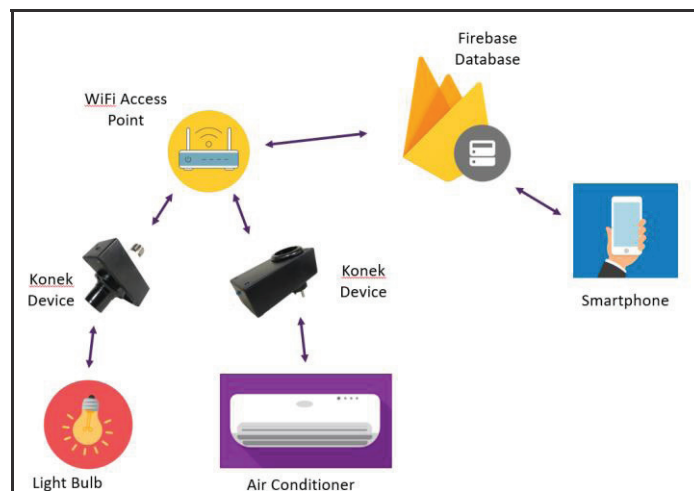 Firebase
Database
WiFi Access
Point
Konek
Device
Konek
Device
Smartphone
Light Bulb
Air Conditioner